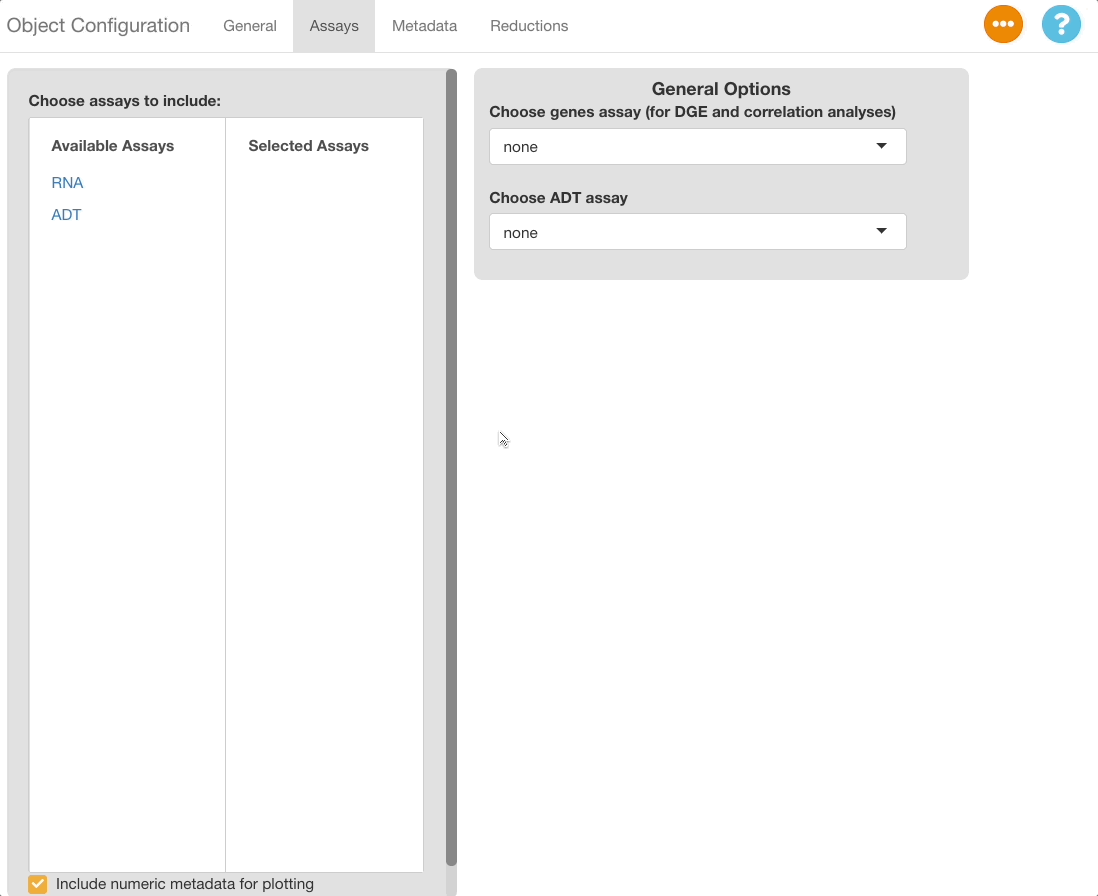 Object Configuration General Assays Metadata Reductions ?
Choose assays to include:
Available Assays Selected Assays
RNA
ADT
Include numeric metadata for plotting
General Options
Choose genes assay (for DGE and correlation analyses)
none
Choose ADT assay
none